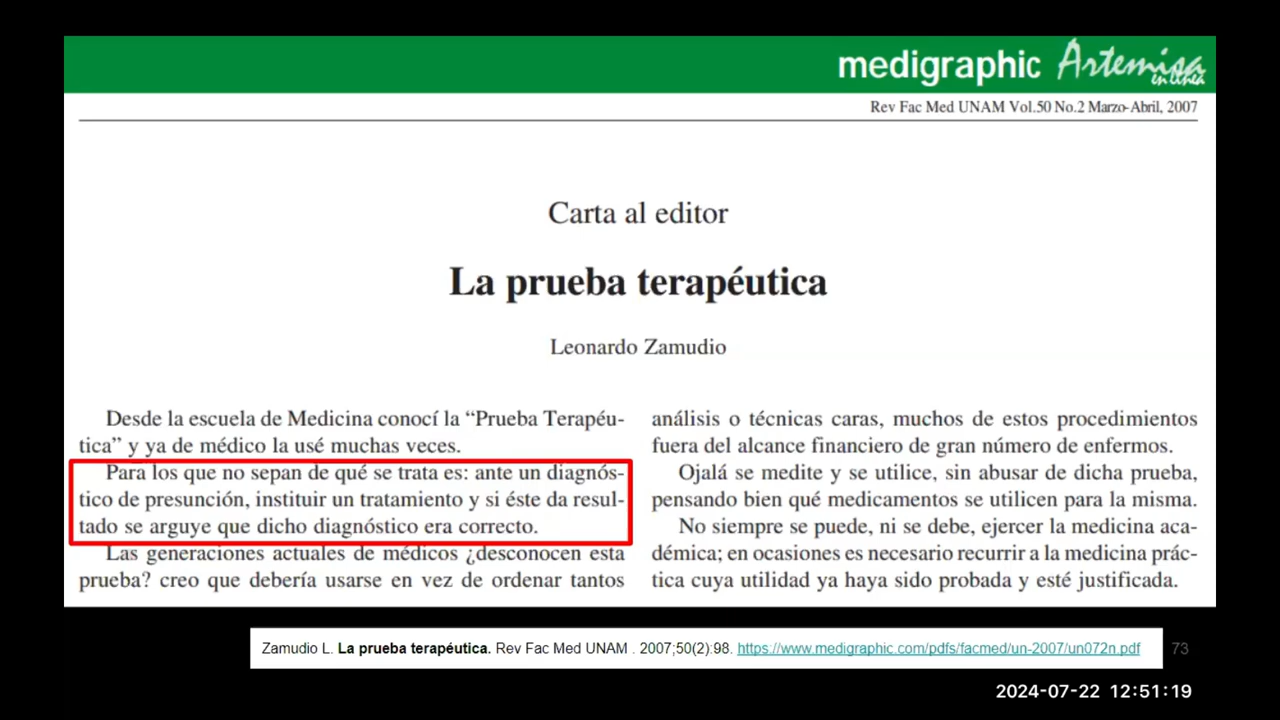 medigraphic Artemisa
en línea
Rev Fac Med UNAM Vol.50 No.2 Marzo-Abril, 2007
Carta al editor
La prueba terapéutica
Leonardo Zamudio
Desde la escuela de Medicina conocí la “Prueba Terapéu-
tica” y ya de médico la usé muchas veces.
Para los que no sepan de qué se trata es: ante un diagnós-
tico de presunción, instituir un tratamiento y si éste da resul-
tado se arguye que dicho diagnóstico era correcto.
Las generaciones actuales de médicos ¿desconocen esta
prueba? creo que debería usarse en vez de ordenar tantos
análisis o técnicas caras, muchos de estos procedimientos
fuera del alcance financiero de gran número de enfermos.
Ojalá se medite y se utilice, sin abusar de dicha prueba,
pensando bien qué medicamentos se utilicen para la misma.
No siempre se puede, ni se debe, ejercer la medicina aca-
démica; en ocasiones es necesario recurrir a la medicina prác-
tica cuya utilidad ya haya sido probada y esté justificada.
Zamudio L. La prueba terapéutica. Rev Fac Med UNAM . 2007;50(2):98. https://www.medigraphic.com/pdfs/facmed/un-2007/un072n.pdf
73
2024-07-22 12:51:19